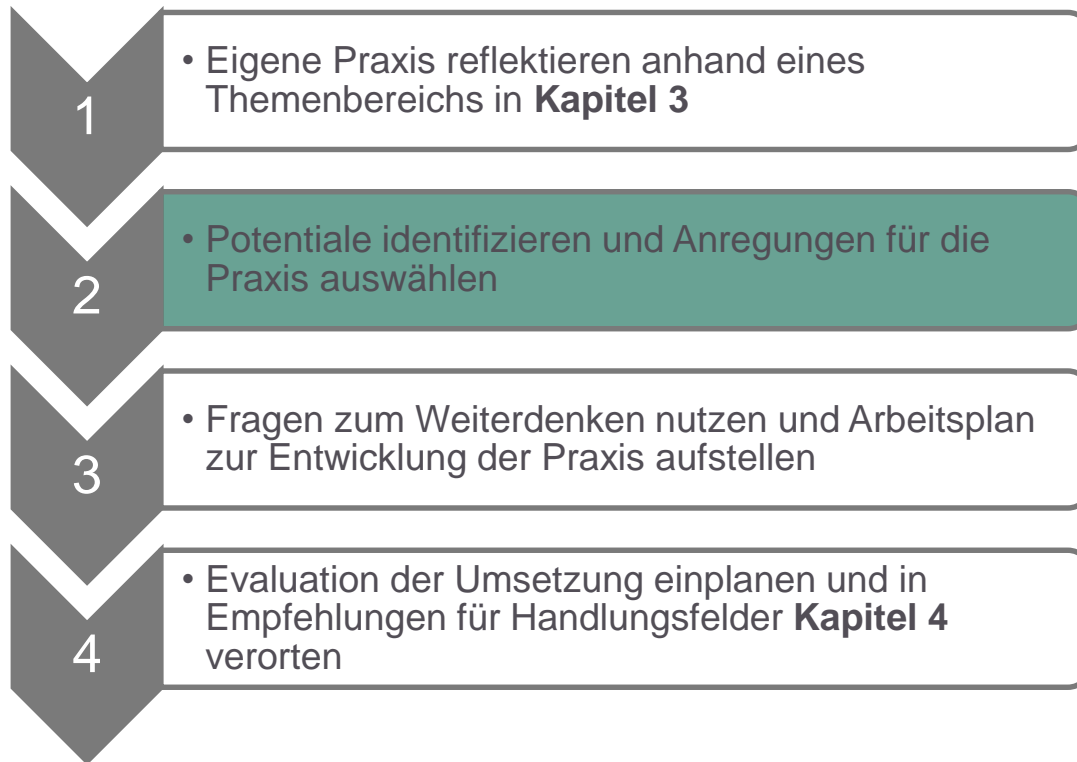 1
• Eigene Praxis reflektieren anhand eines
Themenbereichs in Kapitel 3
2
• Potentiale identifizieren und Anregungen für die
Praxis auswählen
3
• Fragen zum Weiterdenken nutzen und Arbeitsplan
zur Entwicklung der Praxis aufstellen
4
• Evaluation der Umsetzung einplanen und in
Empfehlungen für Handlungsfelder Kapitel 4
verorten